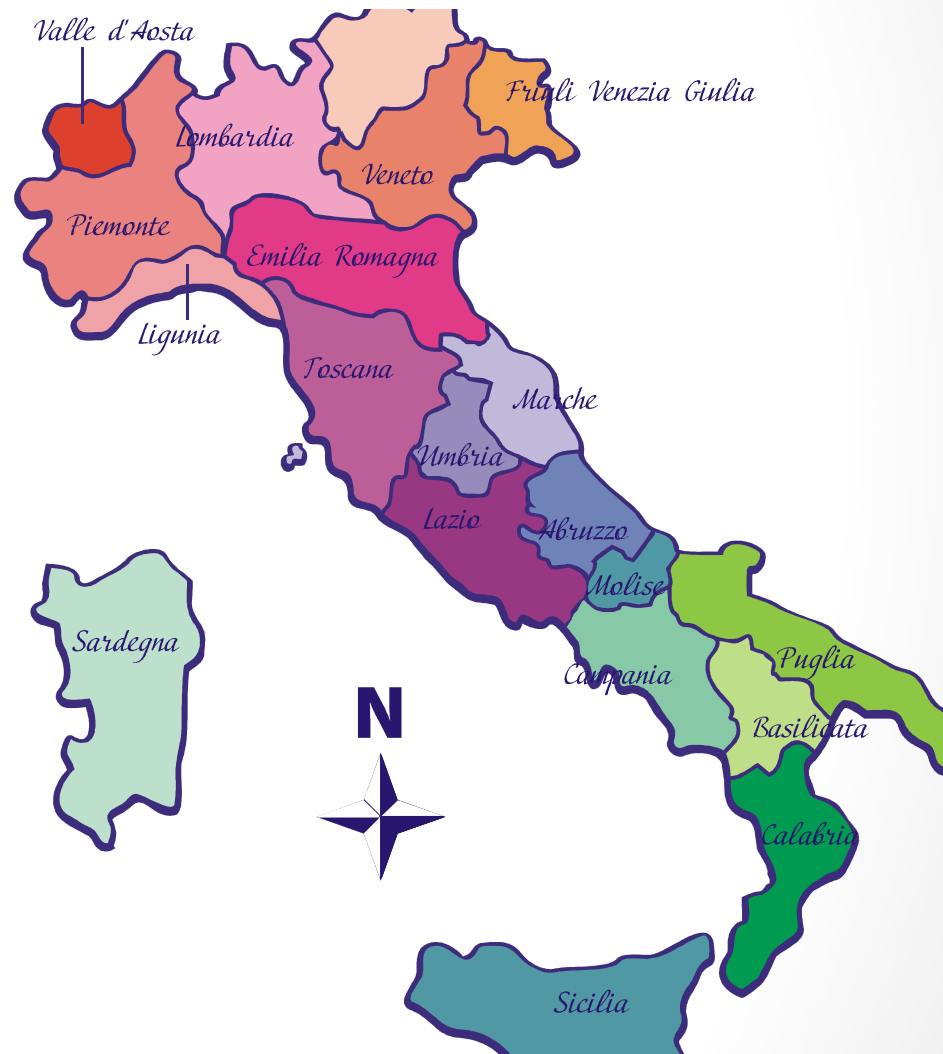 Valle d'Aosta
Friuli Venezia Giulia
Lombardia
Veneto
Piemonte
Emilia Romagna
Ligunia
Toscana
Marche
Umbria
Lazio
Abruzzo
Molise
Sardegna
Puglia
Campania
N
Basilicata
Calabria
Sicilia